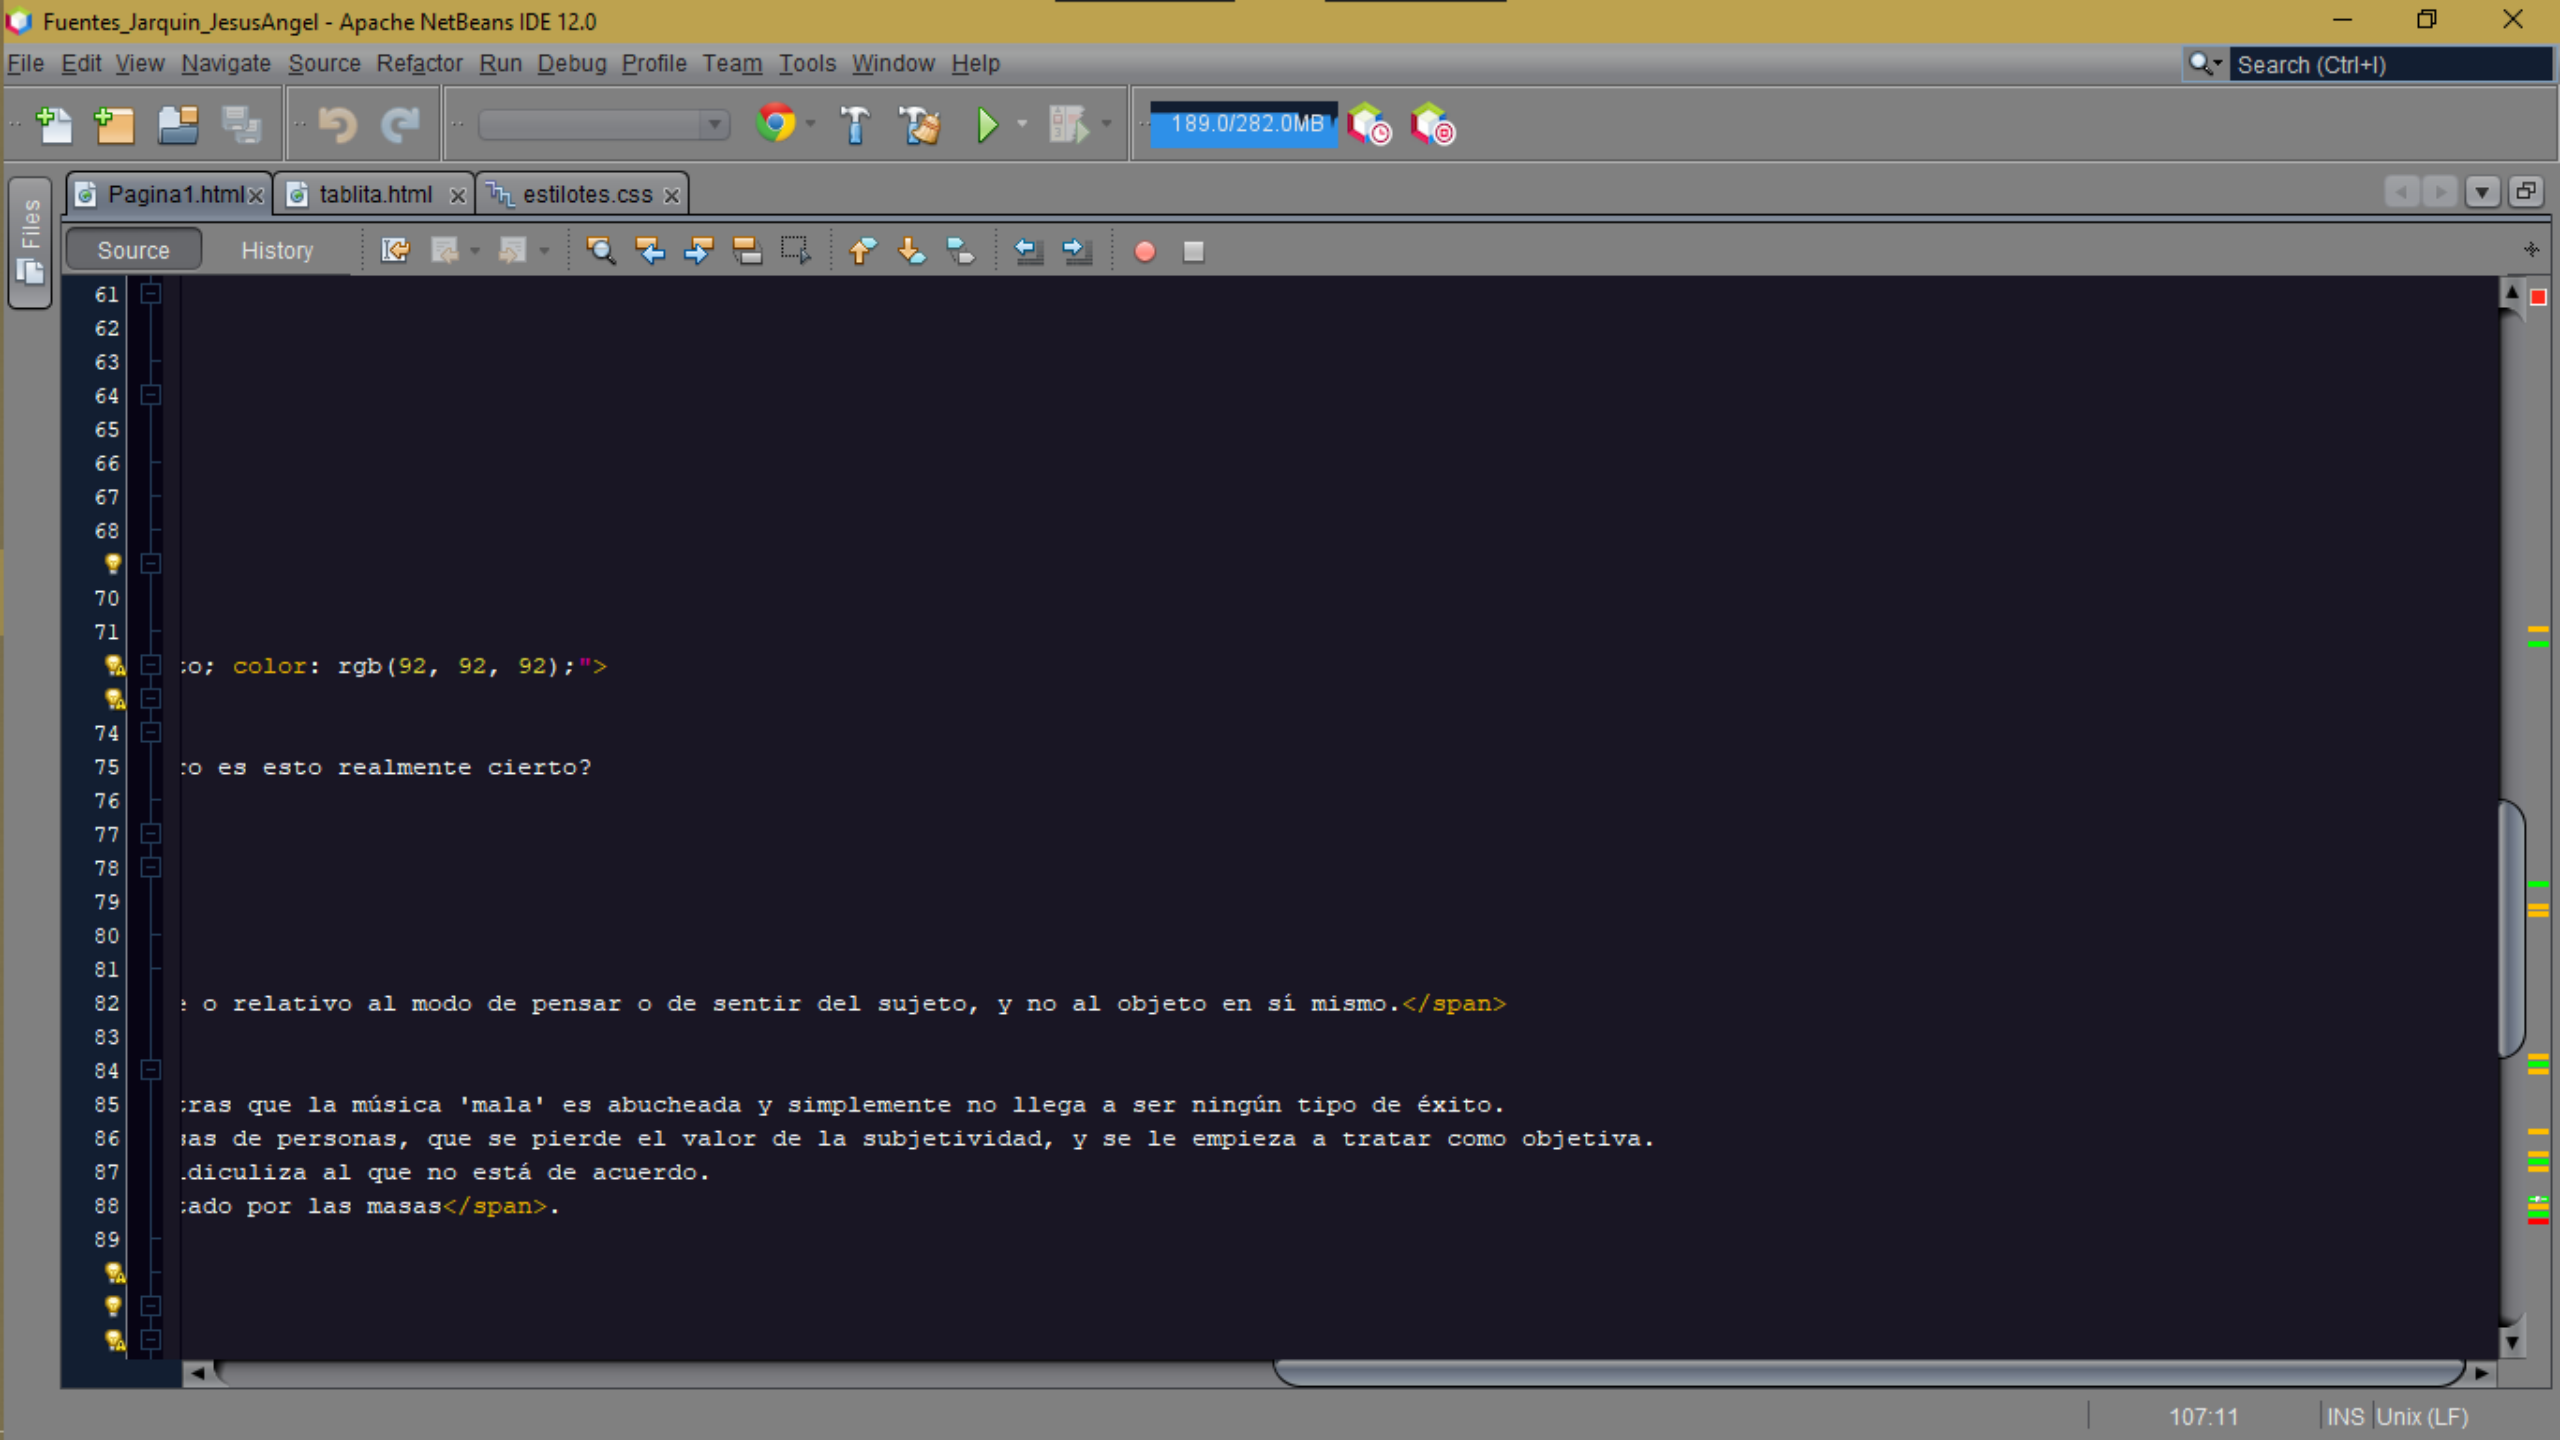 Fuentes_Jarquin_JesusAngel - Apache NetBeans IDE 12.0
File Edit View Navigate Source Refactor Run Debug Profile Team Tools Window Help
Search (Ctrl+I)
189.0/282.0MB
Files
Pagina1.html
tablita.html
estilotes.css
Source
History
61
62
63
64
65
66
67
68
70
71
to; color: rgb(92, 92, 92);">
74
75 ro es esto realmente cierto?
76
77
78
79
80
81
82 e o relativo al modo de pensar o de sentir del sujeto, y no al objeto en sí mismo.</span>
83
84
85 tras que la música 'mala' es abucheada y simplemente no llega a ser ningún tipo de éxito.
86 sas de personas, que se pierde el valor de la subjetividad, y se le empieza a tratar como objetiva.
87 diculiza al que no está de acuerdo.
88 tado por las masas</span>.
89
107:11
INS
Unix (LF)